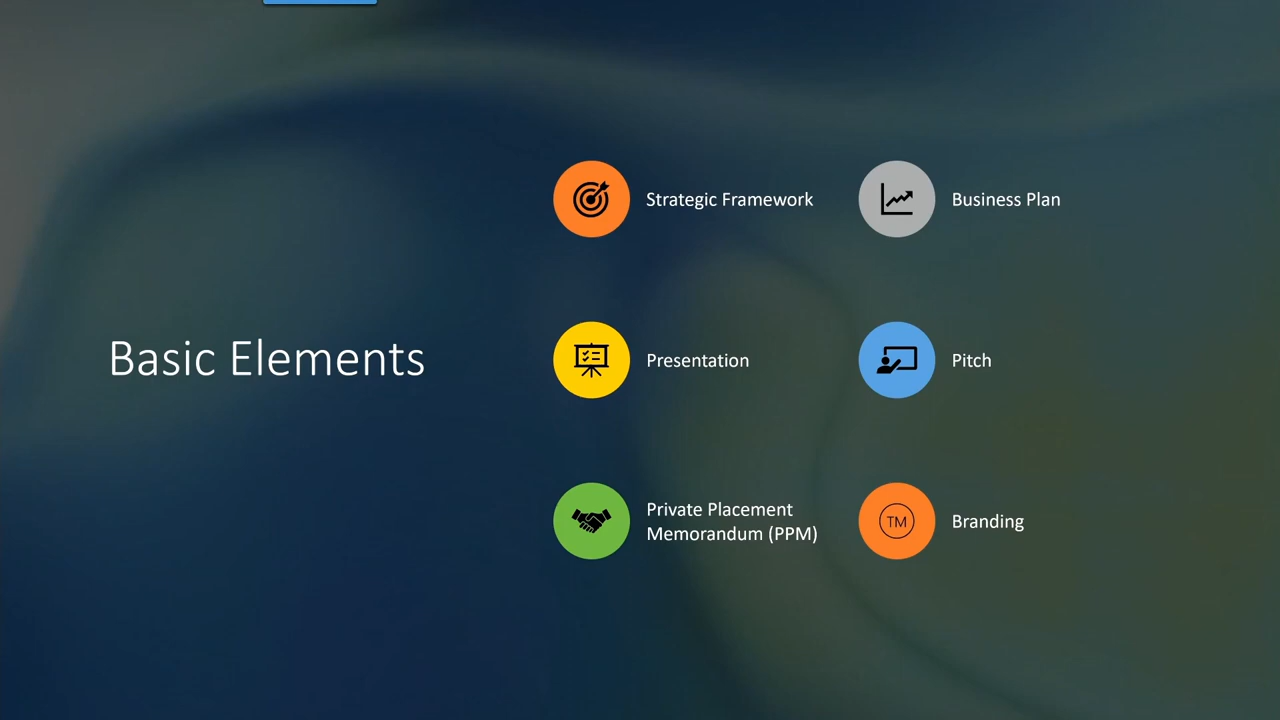 Basic Elements
Strategic Framework
Business Plan
Presentation
Pitch
Private Placement
Memorandum (PPM)
TM
Branding